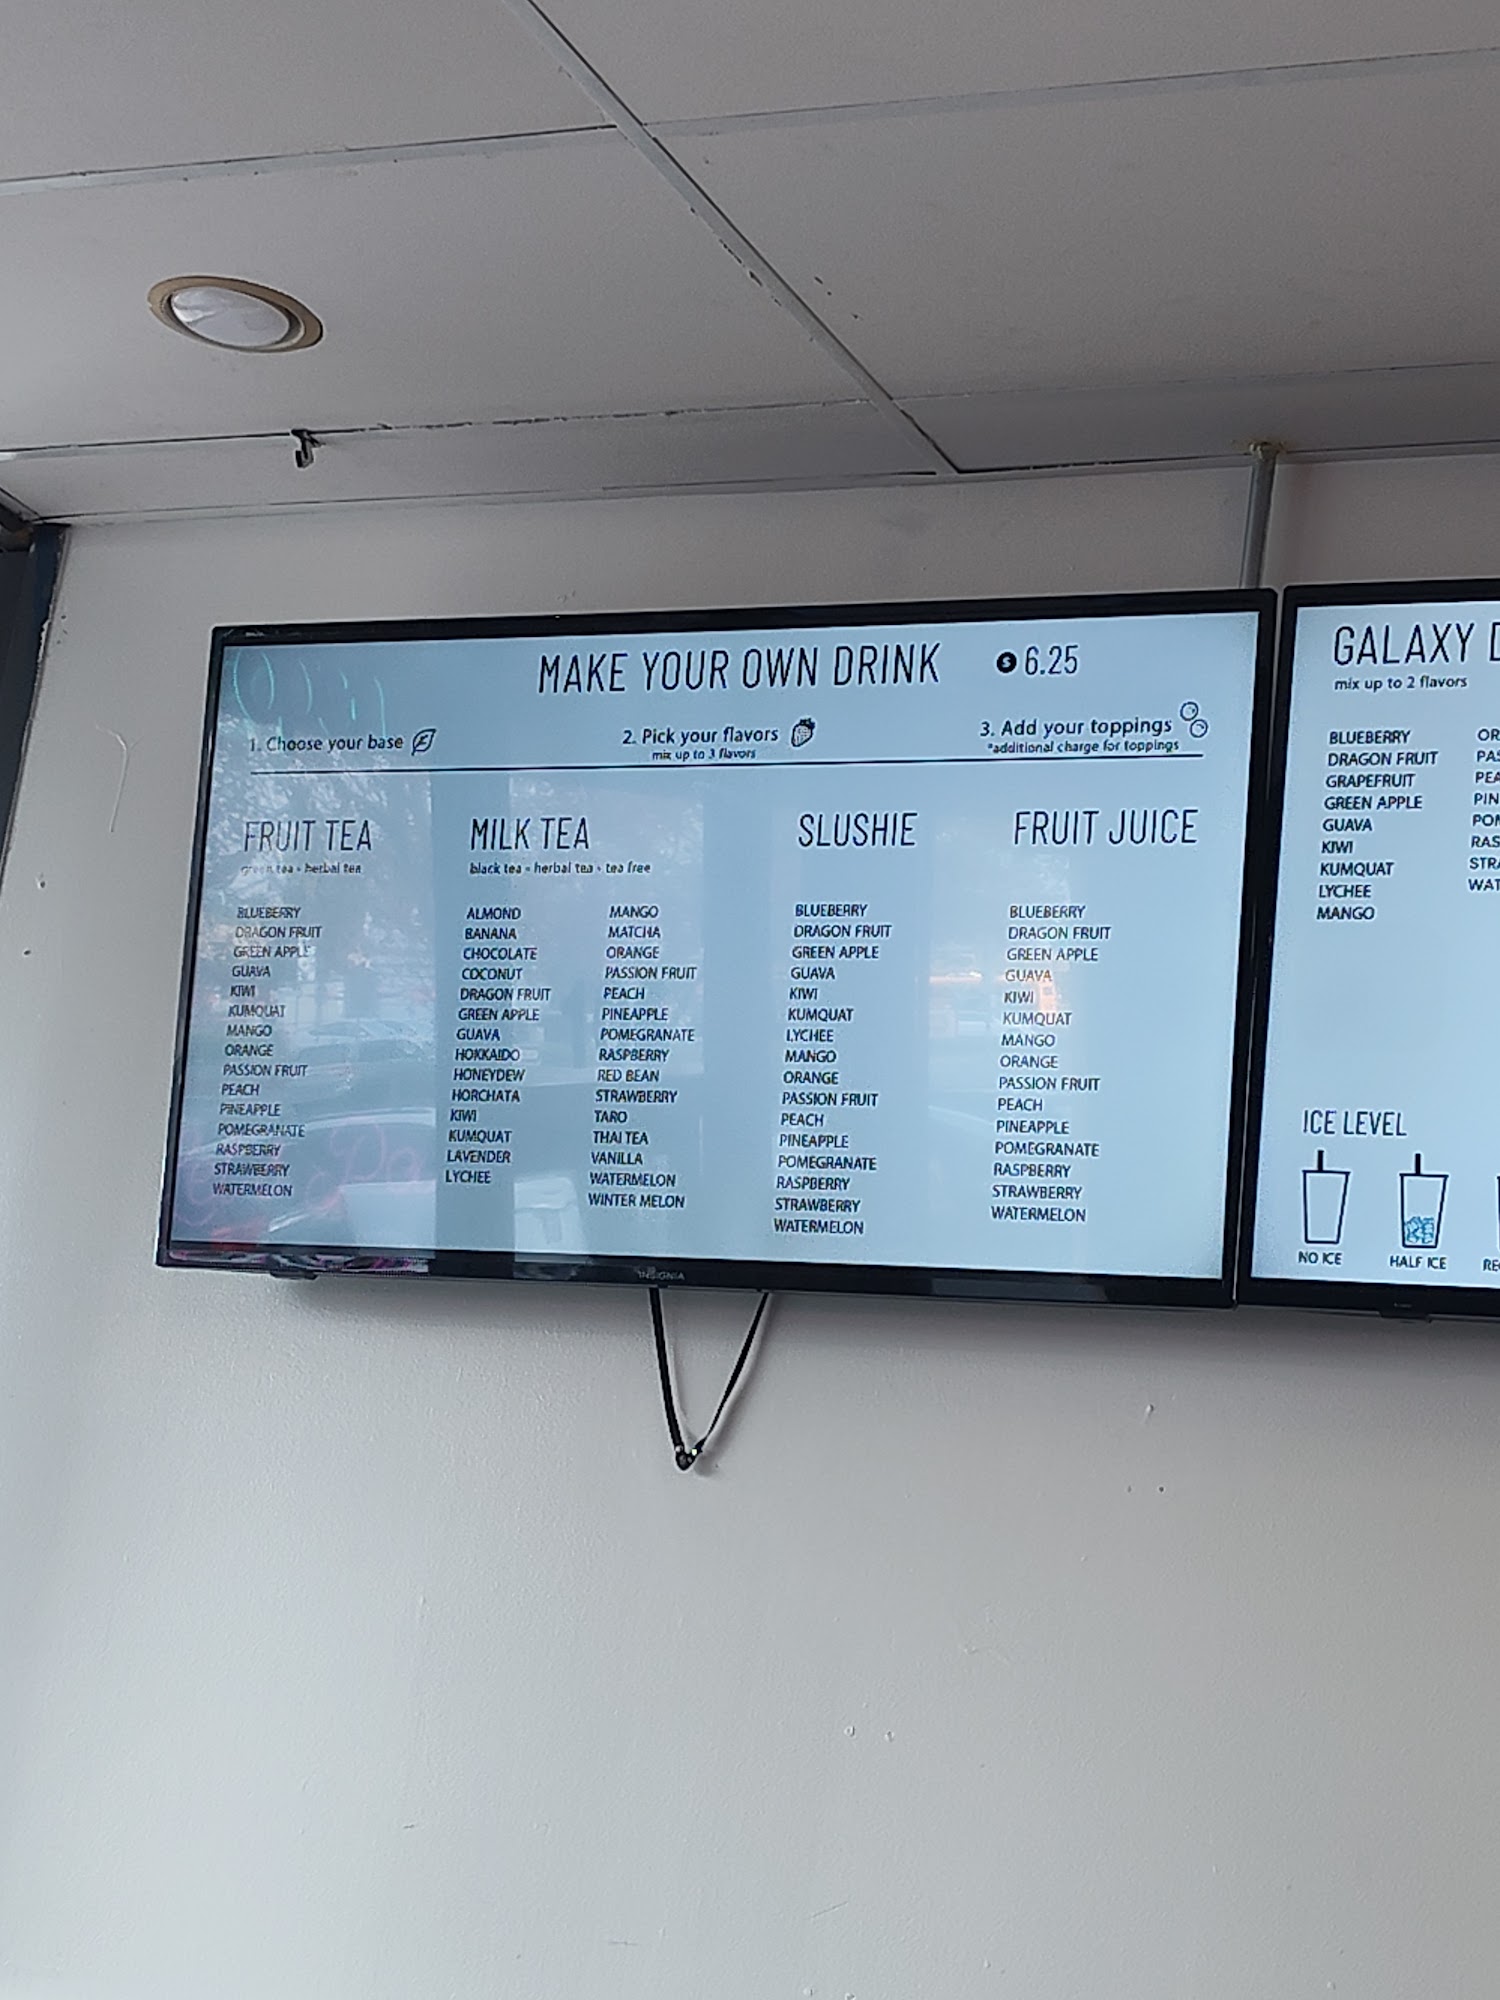 MAKE YOUR OWN DRINK
$ 6.25
1. Choose your base
2. Pick your flavors
mix up to 3 flavors
3. Add your toppings
*additional charge for toppings
FRUIT TEA
green tea • herbal tea
BLUEBERRY
DRAGON FRUIT
GREEN APPLE
GUAVA
KIWI
KUMQUAT
MANGO
ORANGE
PASSION FRUIT
PEACH
PINEAPPLE
POMEGRANATE
RASPBERRY
STRAWBERRY
WATERMELON
MILK TEA
black tea • herbal tea • tea free
ALMOND
BANANA
CHOCOLATE
COCONUT
DRAGON FRUIT
GREEN APPLE
GUAVA
HOKKAIDO
HONEYDEW
HORCHATA
KIWI
KUMQUAT
LAVENDER
LYCHEE
MANGO
MATCHA
ORANGE
PASSION FRUIT
PEACH
PINEAPPLE
POMEGRANATE
RASPBERRY
RED BEAN
STRAWBERRY
TARO
THAI TEA
VANILLA
WATERMELON
WINTER MELON
SLUSHIE
BLUEBERRY
DRAGON FRUIT
GREEN APPLE
GUAVA
KIWI
KUMQUAT
LYCHEE
MANGO
ORANGE
PASSION FRUIT
PEACH
PINEAPPLE
POMEGRANATE
RASPBERRY
STRAWBERRY
WATERMELON
FRUIT JUICE
BLUEBERRY
DRAGON FRUIT
GREEN APPLE
GUAVA
KIWI
KUMQUAT
MANGO
ORANGE
PASSION FRUIT
PEACH
PINEAPPLE
POMEGRANATE
RASPBERRY
STRAWBERRY
WATERMELON
INSIGNIA
GALAXY
mix up to 2 flavors
BLUEBERRY
DRAGON FRUIT
GRAPEFRUIT
GREEN APPLE
GUAVA
KIWI
KUMQUAT
LYCHEE
MANGO
ICE LEVEL
NO ICE
HALF ICE